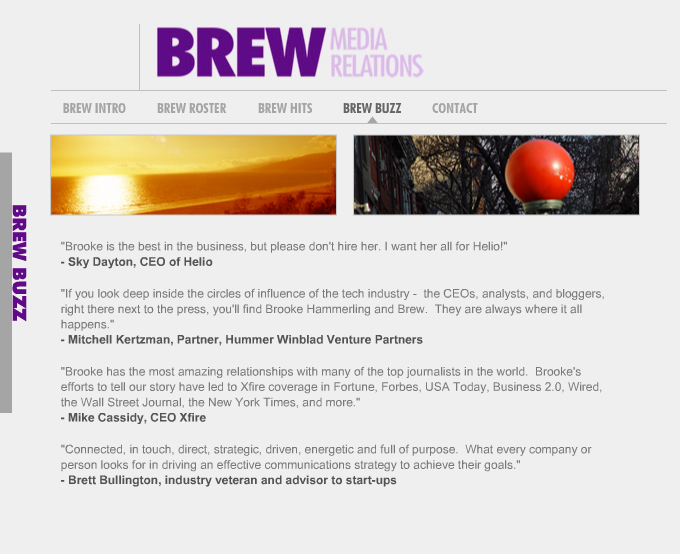 BREW MEDIA
RELATIONS
BREW INTRO BREW ROSTER BREW HITS BREW BUZZ CONTACT
BREW BUZZ
"Brooke is the best in the business, but please don't hire her. I want her all for Helio!"
- Sky Dayton, CEO of Helio
"If you look deep inside the circles of influence of the tech industry - the CEOs, analysts, and bloggers,
right there next to the press, you'll find Brooke Hammerling and Brew. They are always where it all
happens."
- Mitchell Kertzman, Partner, Hummer Winblad Venture Partners
"Brooke has the most amazing relationships with many of the top journalists in the world. Brooke's
efforts to tell our story have led to Xfire coverage in Fortune, Forbes, USA Today, Business 2.0, Wired,
the Wall Street Journal, the New York Times, and more."
- Mike Cassidy, CEO Xfire
"Connected, in touch, direct, strategic, driven, energetic and full of purpose. What every company or
person looks for in driving an effective communications strategy to achieve their goals."
- Brett Bullington, industry veteran and advisor to start-ups